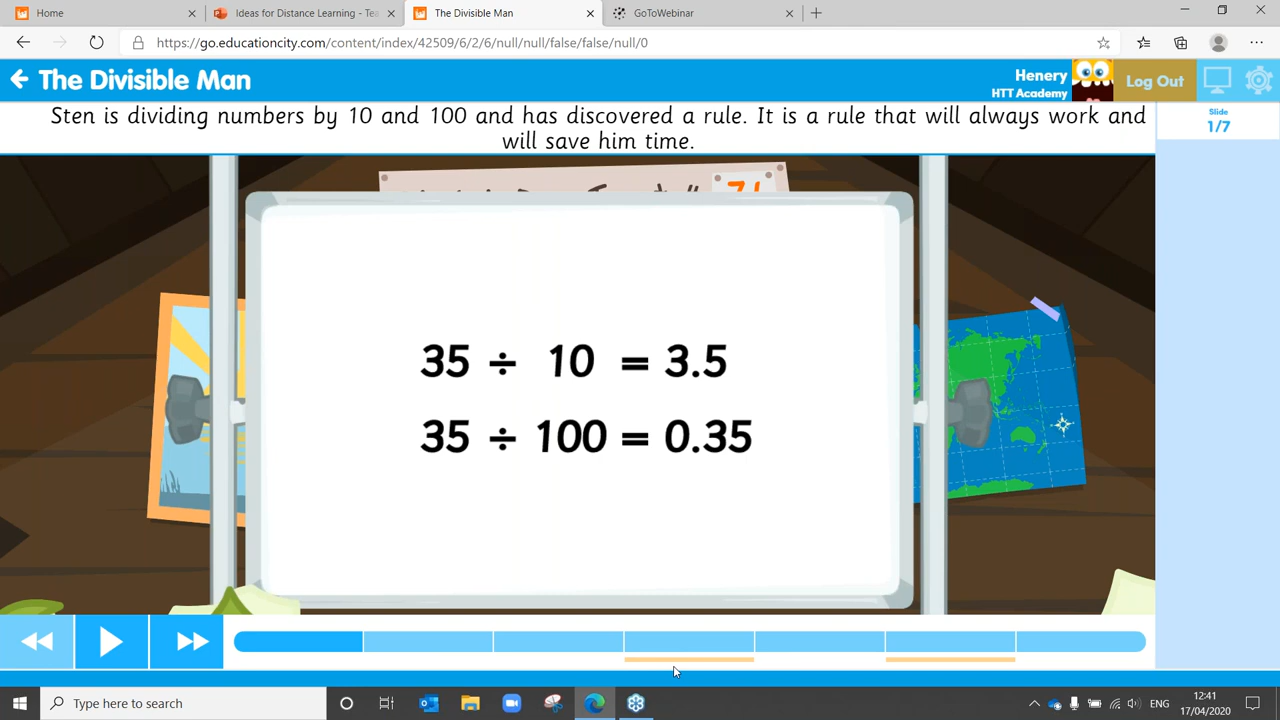 Home
Ideas for Distance Learning - Tea
The Divisible Man
GoToWebinar
https://go.educationcity.com/content/index/42509/6/2/6/null/null/false/false/null/0
The Divisible Man
Henery
HTT Academy
Log Out
Sten is dividing numbers by 10 and 100 and has discovered a rule. It is a rule that will always work and
will save him time.
Slide
1/7
35 ÷ 10 = 3.5
35 ÷ 100 = 0.35
Type here to search
ENG
12:41
17/04/2020